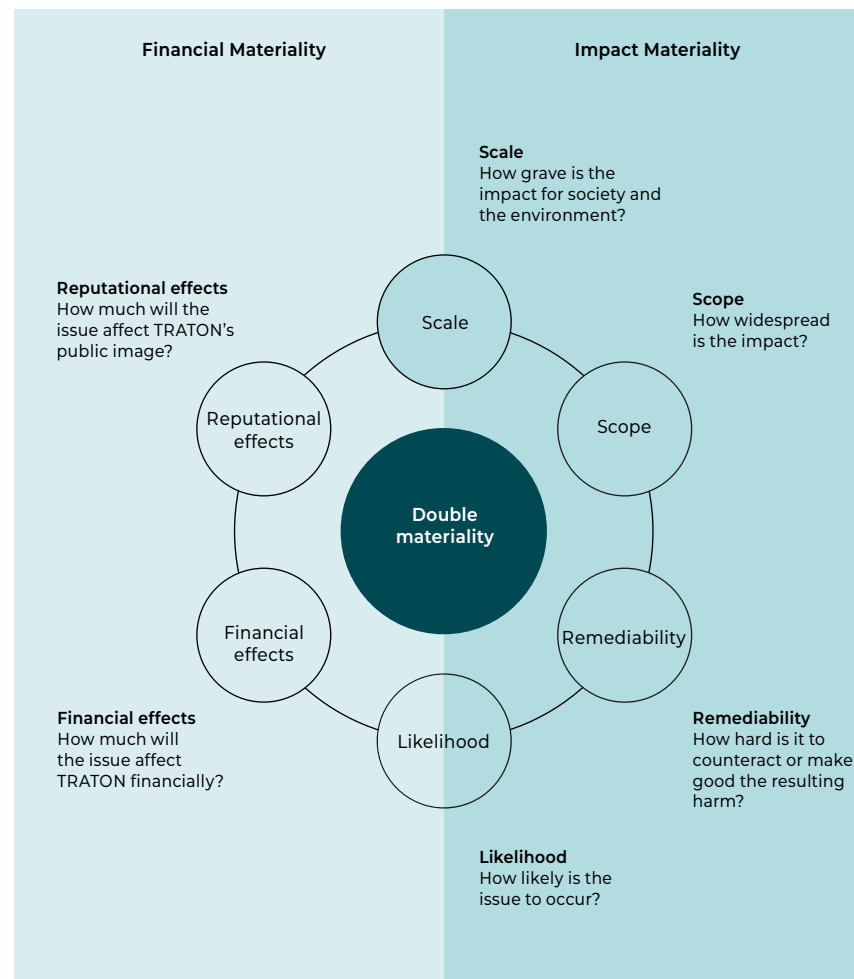 Financial Materiality
Impact Materiality
Scale
How grave is the
impact for society and
the environment?
Reputational effects
How much will the
issue affect TRATON’s
public image?
Scope
How widespread
is the impact?
Scale
Reputational
effects
Scope
Double
materiality
Financial
effects
Remediability
Likelihood
Financial effects
How much will
the issue affect
TRATON financially?
Remediability
How hard is it to
counteract or make
good the resulting
harm?
Likelihood
How likely is the
issue to occur?